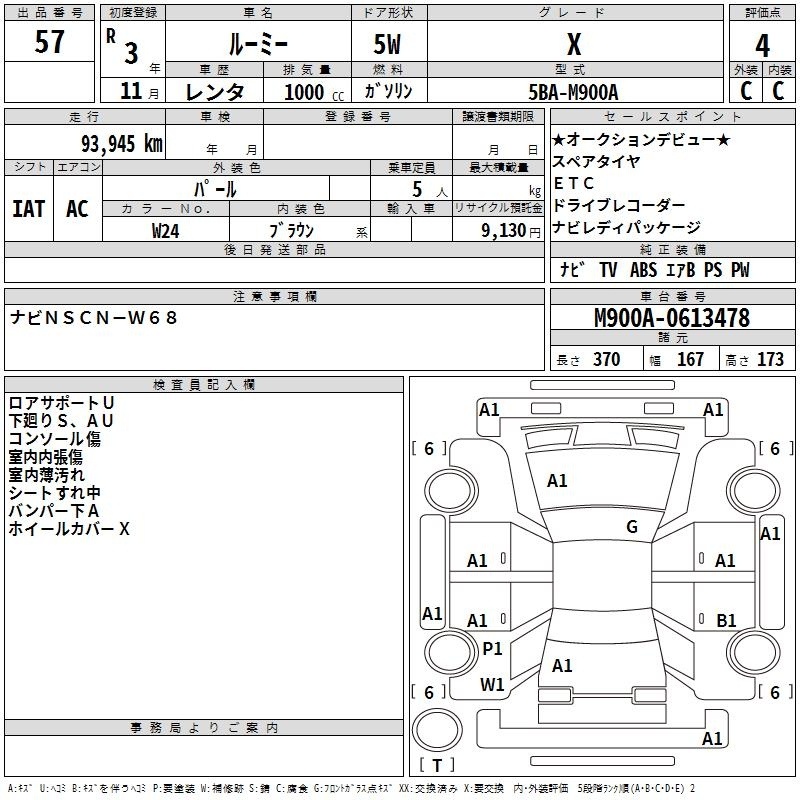 出品番号 初度登録 車名 ドア形状 グレード 評価点
57 R 3 年 ルーミー 5W X 4
車歴 排気量 燃料 型式 外装 内装
11 月 レンタ 1000 CC ｶﾞｿﾘﾝ 5BA-M900A C C
走行 車検 登録番号 譲渡書類期限 セールスポイント
93,945 km 年 月 月 日
★オークションデビュー★
スペアタイヤ
ＥＴＣ
ドライブレコーダー
ナビレディパッケージ
シフト エアコン 外装色 乗車定員 最大積載量
IAT AC ﾊﾟｰﾙ 5 人 kg
カラーＮｏ． 内装色 輸入車 リサイクル預託金
W24 ﾌﾞﾗｳﾝ 系 9,130 円
後日発送部品 純正装備
ﾅﾋﾞ TV ABS ｴｱB PS PW
注意事項欄 車台番号
ナビＮＳＣＮ－Ｗ６８ M900A-0613478
諸元
長さ 370 幅 167 高さ 173
検査員記入欄
ロアサポートＵ
下廻りＳ、ＡＵ
コンソール傷
室内内張傷
室内薄汚れ
シートすれ中
バンパー下Ａ
ホイールカバーＸ
A1 A1
[ 6 ] [ 6 ]
A1
G
A1 A1 A1
A1 A1 B1
P1
A1
W1
[ 6 ] [ 6 ]
A1
[ T ]
事務局よりご案内
A:ｷｽﾞ U:ﾍｺﾐ B:ｷｽﾞを伴うﾍｺﾐ P:要塗装 W:補修跡 S:錆 C:腐食 G:ﾌﾛﾝﾄｶﾞﾗｽ点ｷｽﾞ XX:交換済み X:要交換 内・外装評価 5段階ﾗﾝｸ順(A・B・C・D・E) 2